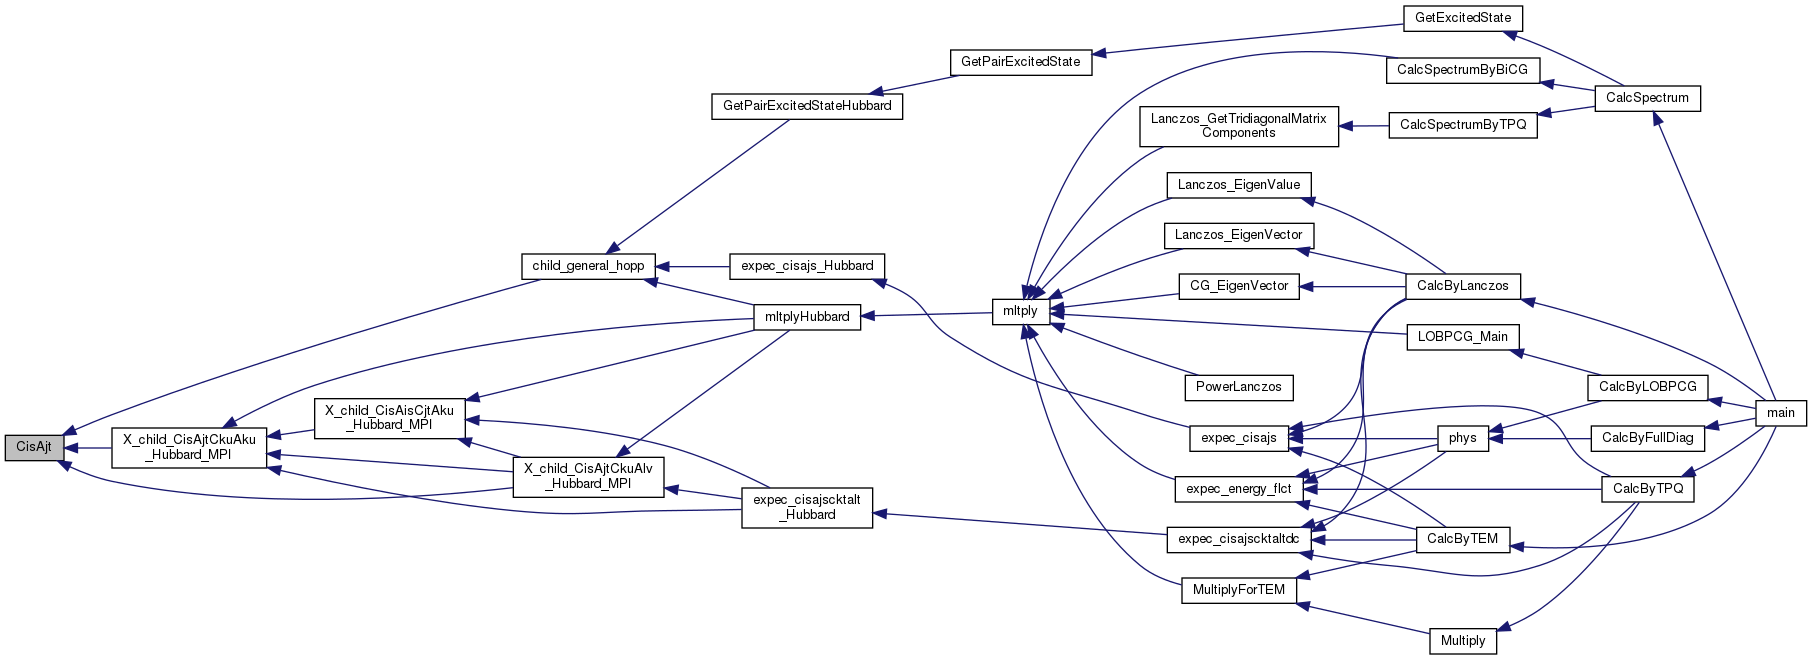 GetExcitedState
GetPairExcitedState
CalcSpectrumByBiCG
CalcSpectrum
GetPairExcitedStateHubbard
Lanczos_GetTridiagonalMatrix
Components
CalcSpectrumByTPQ
Lanczos_EigenValue
Lanczos_EigenVector
child_general_hopp
expec_cisajs_Hubbard
CG_EigenVector
CalcByLanczos
mltplyHubbard
mltply
LOBPCG_Main
PowerLanczos
CalcByLOBPCG
main
X_child_CisAisCjtAku
_Hubbard_MPI
CisAjt
X_child_CisAjtCkuAku
_Hubbard_MPI
expec_cisajs
phys
CalcByFullDiag
X_child_CisAjtCkuAlv
_Hubbard_MPI
expec_energy_flct
CalcByTPQ
expec_cisajscktalt
_Hubbard
expec_cisajscktaltdc
CalcByTEM
MultiplyForTEM
Multiply